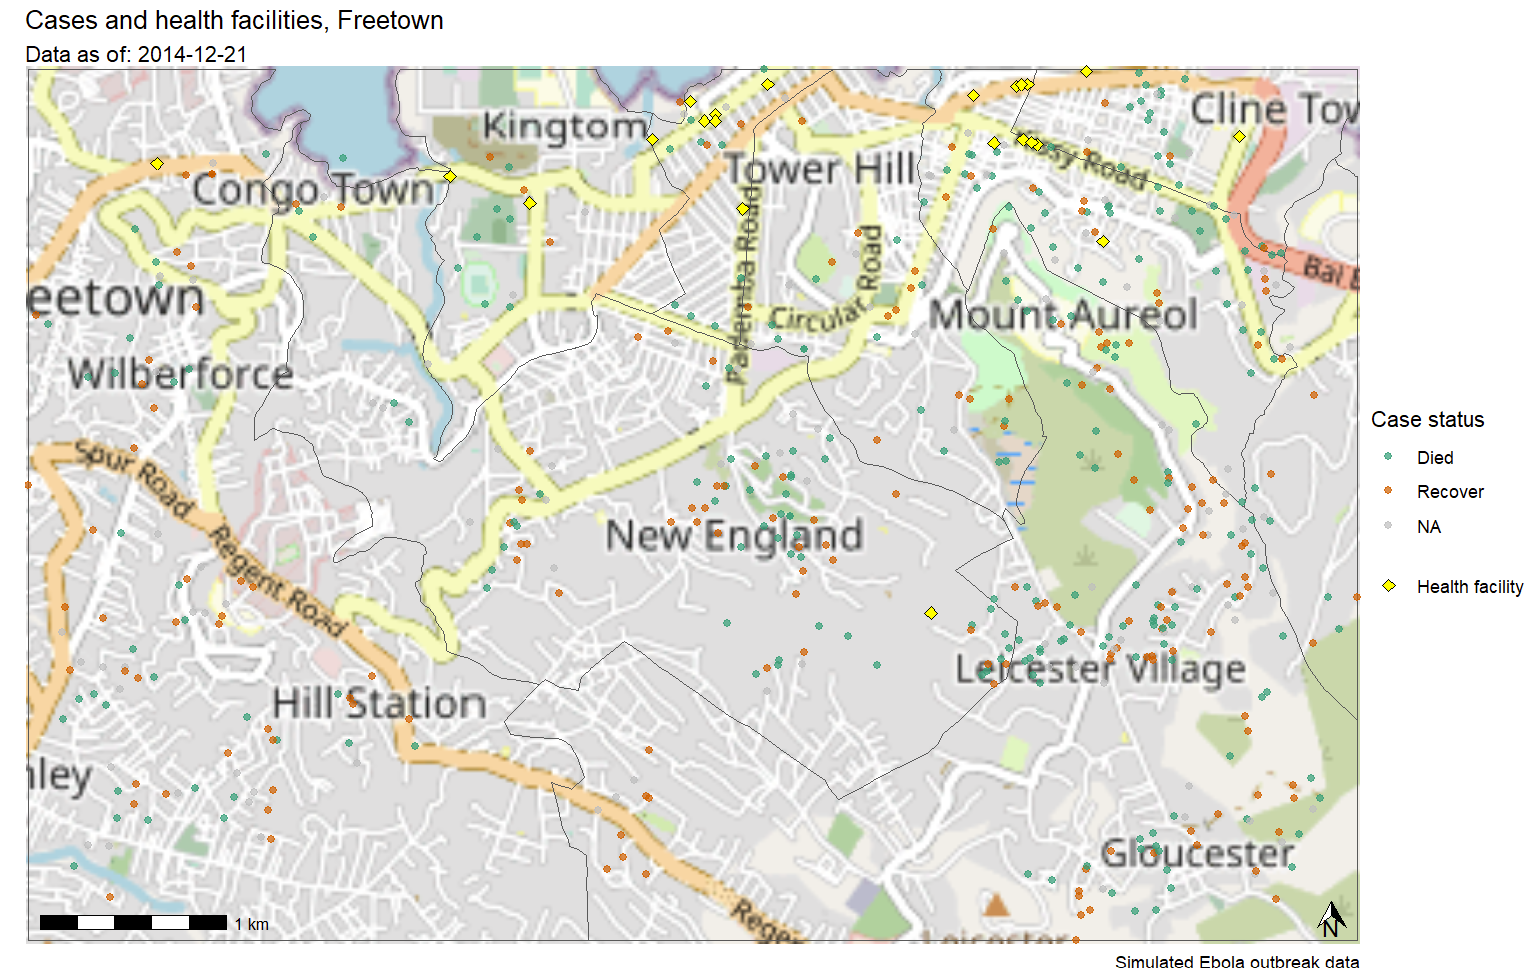 Cases and health facilities, Freetown
Data as of: 2014-12-21
Cline Tow
Kingtom
Tower Hill
Kissy Road
Congo Town
Pademba Road
Circular Road
Bai B
eetown
Mount Aureol
Wilberforce
Case status
Died
Recover
NA
Health facility
Spur Road
New England
Regent Road
Leicester Village
Hill Station
nley
Gloucester
Reger
Leicester
1 km
N
Simulated Ebola outbreak data